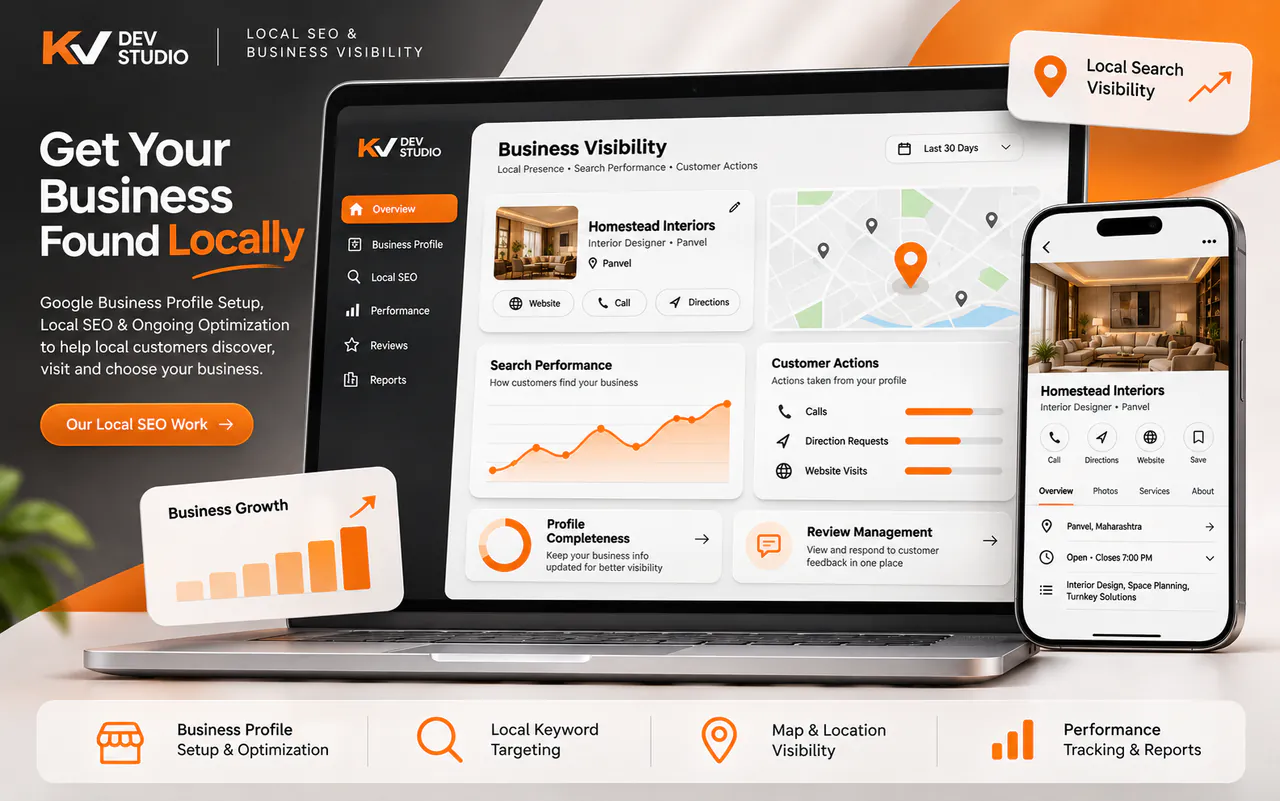 KV DEV
STUDIO
LOCAL SEO &
BUSINESS VISIBILITY
Get Your
Business
Found Locally
Google Business Profile Setup,
Local SEO & Ongoing Optimization
to help local customers discover,
visit and choose your business.
Our Local SEO Work →
Business Growth
KV DEV
STUDIO
Overview
Business Profile
Local SEO
Performance
Reviews
Reports
Business Visibility
Local Presence • Search Performance • Customer Actions
Last 30 Days
Homestead Interiors
Interior Designer • Panvel
Panvel
Website
Call
Directions
Search Performance
How customers find your business
Customer Actions
Actions taken from your profile
Calls
Direction Requests
Website Visits
Profile
Completeness
Keep your business info
updated for better visibility
Review Management
View and respond to customer
feedback in one place
Local Search
Visibility
Homestead Interiors
Interior Designer • Panvel
Call
Directions
Website
Save
Overview
Photos
Services
About
Panvel, Maharashtra
Open • Closes 7:00 PM
Interior Design, Space Planning,
Turnkey Solutions
Business Profile
Setup & Optimization
Local Keyword
Targeting
Map & Location
Visibility
Performance
Tracking & Reports